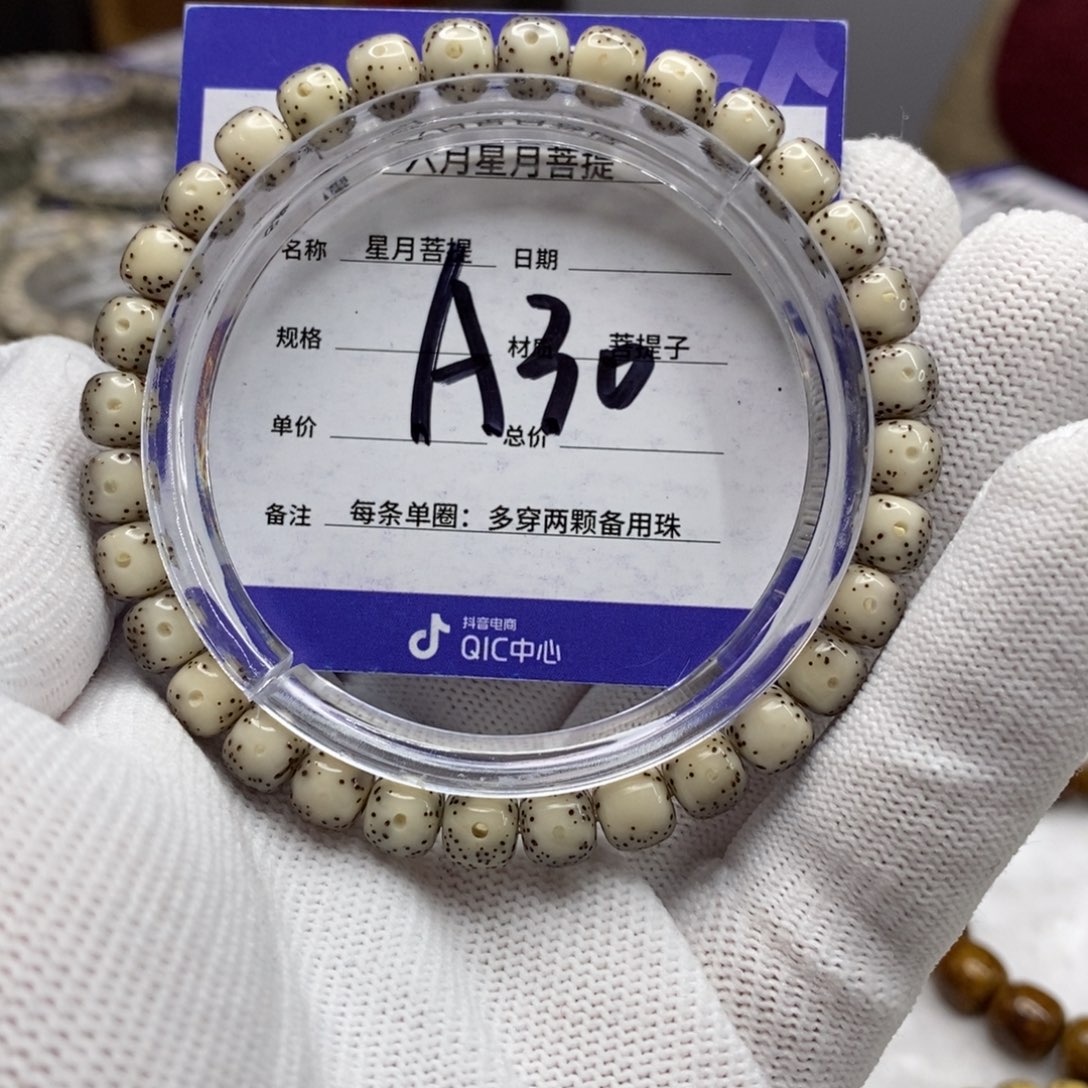 六月星月菩提
名称 星月菩提 日期
规格 材质 菩提子
A30
单价 总价
备注 每条单圈：多穿两颗备用珠
抖音电商
QIC中心